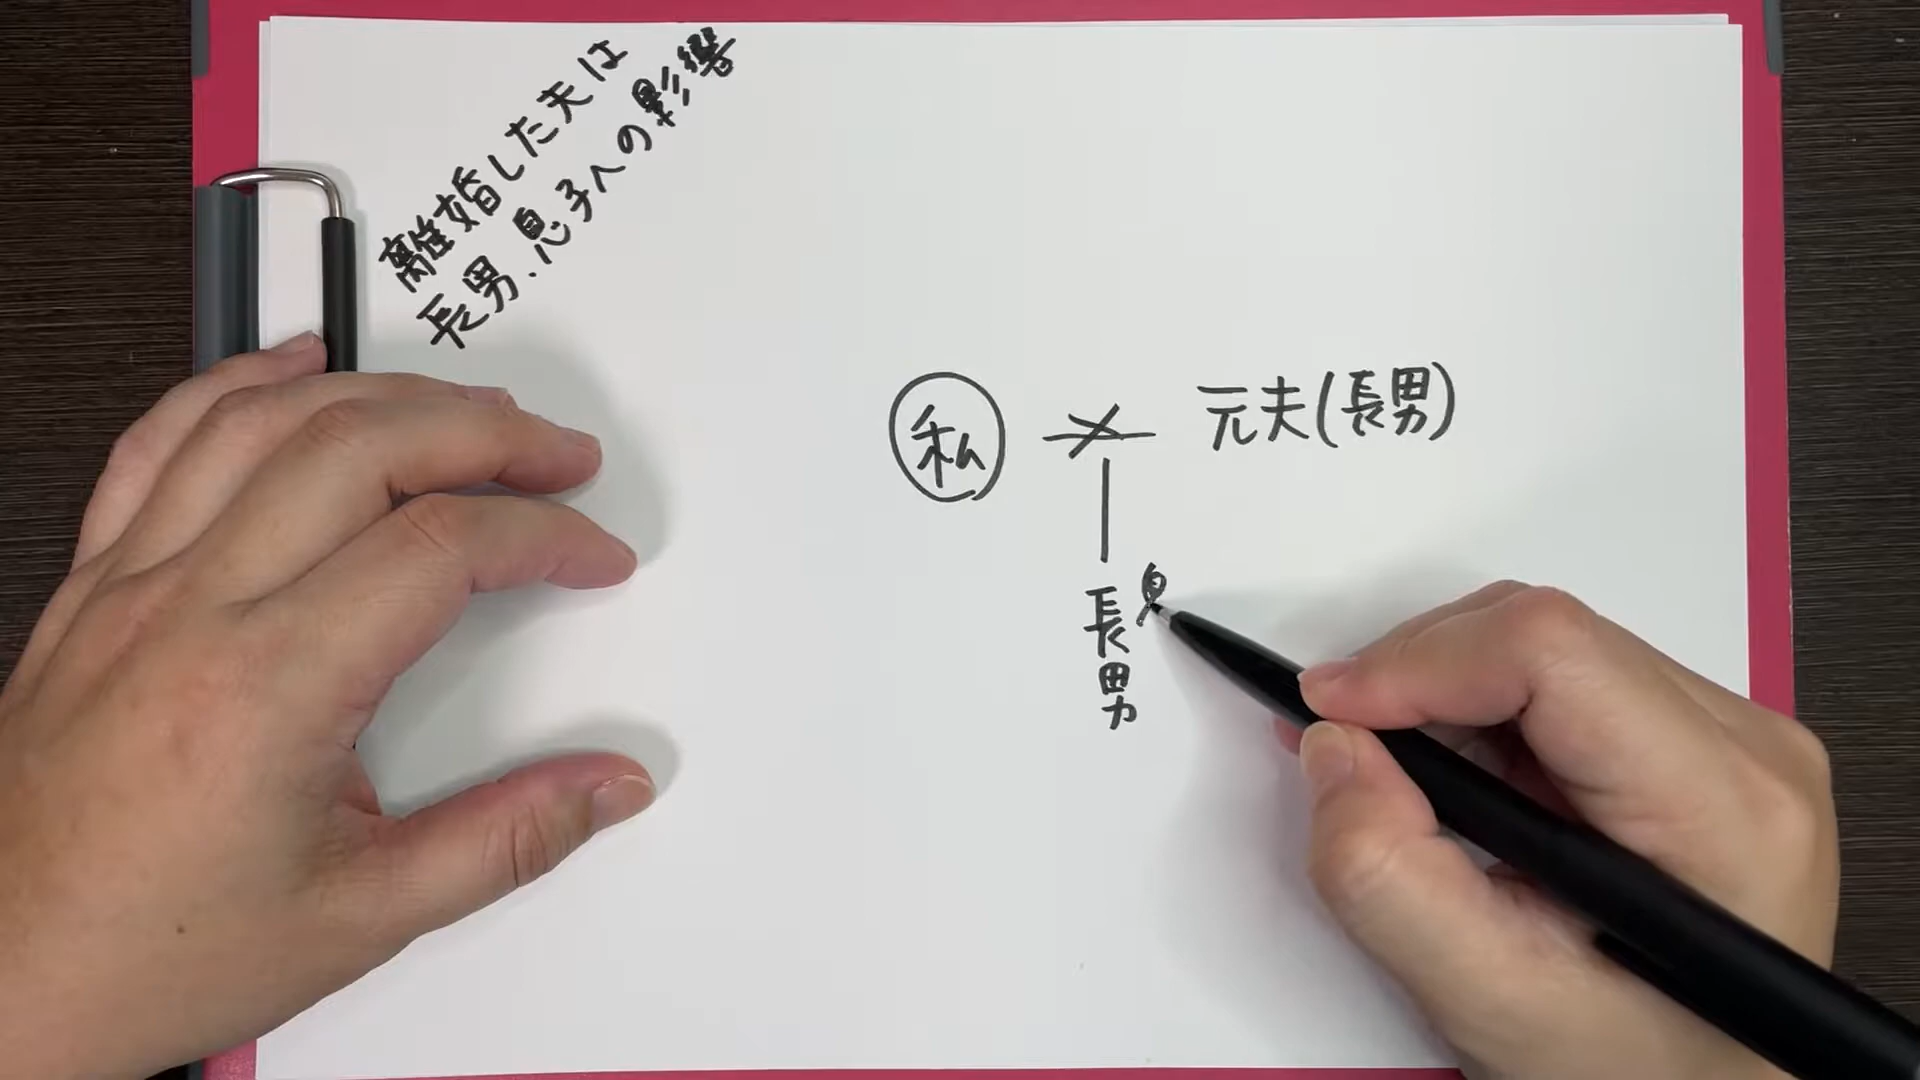 離婚した夫は
長男、息子への影響
私
元夫(長男)
長男